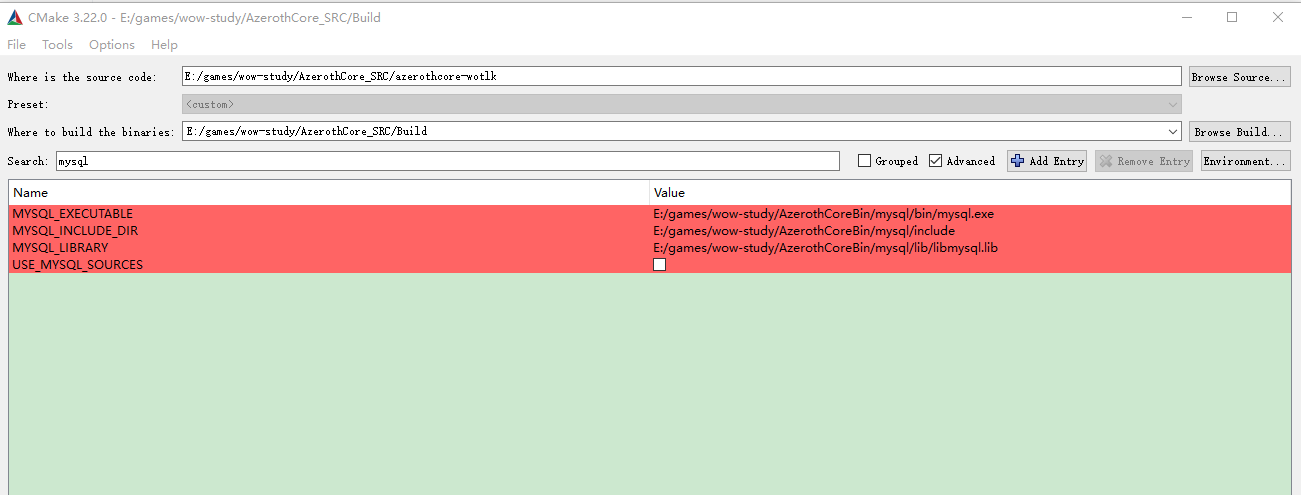 CMake 3.22.0 - E:/games/wow-study/AzerothCore_SRC/Build
File Tools Options Help
Where is the source code: E:/games/wow-study/AzerothCore_SRC/azerothcore-wotlk Browse Source...
Preset: <custom>
Where to build the binaries: E:/games/wow-study/AzerothCore_SRC/Build Browse Build...
Search: mysql Grouped Advanced Add Entry Remove Entry Environment...
Name Value
MYSQL_EXECUTABLE E:/games/wow-study/AzerothCoreBin/mysql/bin/mysql.exe
MYSQL_INCLUDE_DIR E:/games/wow-study/AzerothCoreBin/mysql/include
MYSQL_LIBRARY E:/games/wow-study/AzerothCoreBin/mysql/lib/libmysql.lib
USE_MYSQL_SOURCES